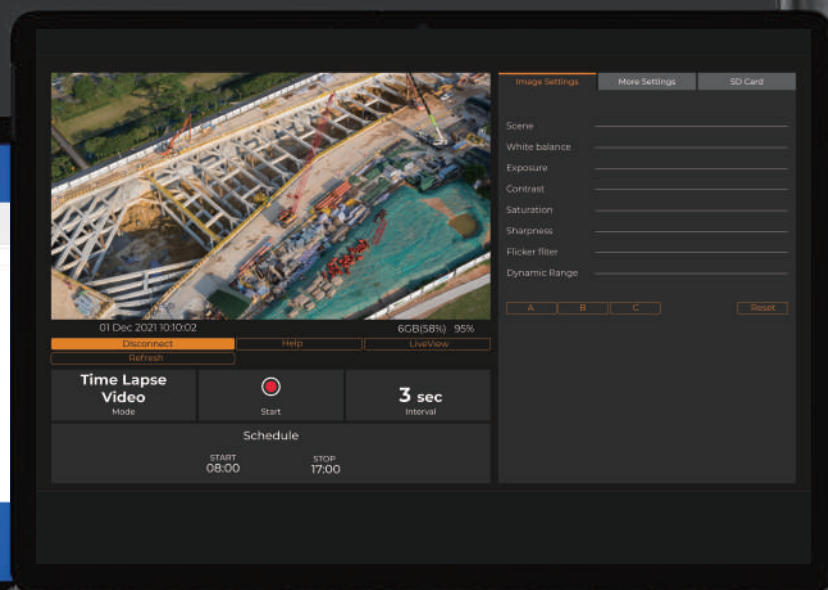 Image Settings
More Settings
SD Card
Scene
White balance
Exposure
Contrast
Saturation
Sharpness
Flicker filter
Dynamic Range
A B C Reset
01 Dec 2021 10:10:02 6GB(58%) 95%
Disconnect Help LiveView
Refresh
Time Lapse
Video
Mode
Start
3 sec
Interval
Schedule
START STOP
08:00 17:00